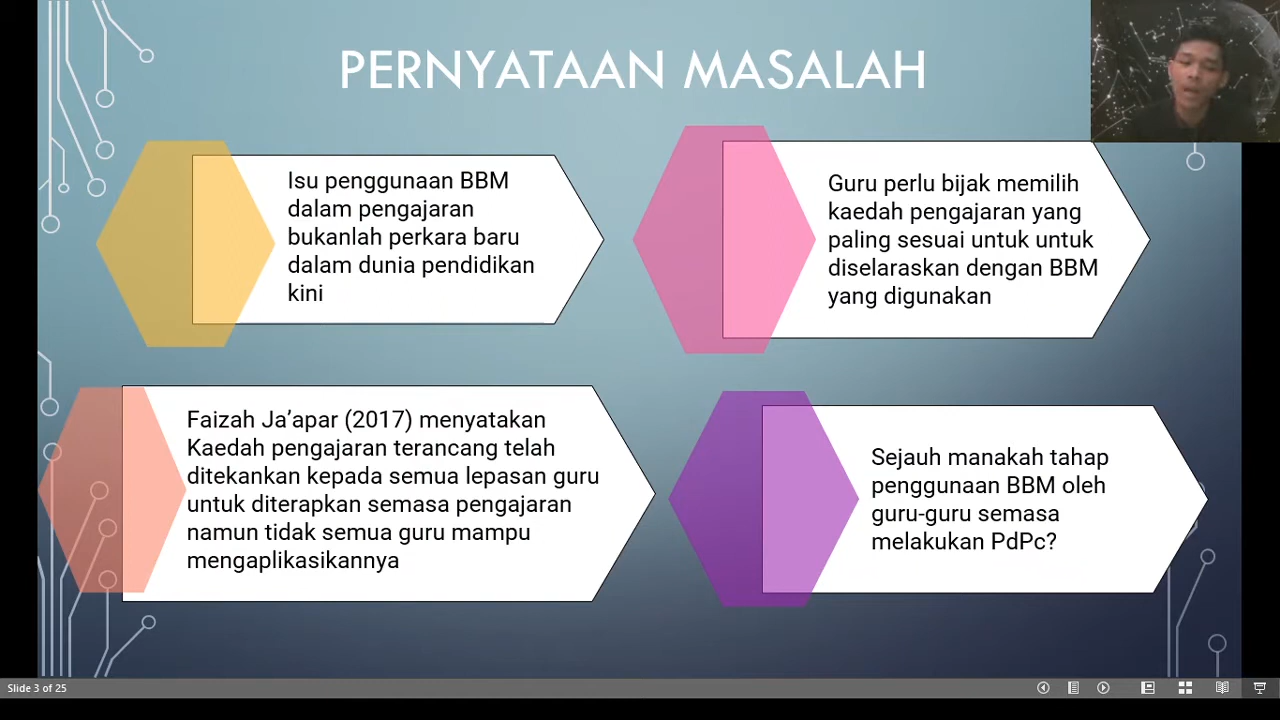 PERNYATAAN MASALAH
Isu penggunaan BBM
dalam pengajaran
bukanlah perkara baru
dalam dunia pendidikan
kini
Guru perlu bijak memilih
kaedah pengajaran yang
paling sesuai untuk untuk
diselaraskan dengan BBM
yang digunakan
Faizah Ja’apar (2017) menyatakan
Kaedah pengajaran terancang telah
ditekankan kepada semua lepasan guru
untuk diterapkan semasa pengajaran
namun tidak semua guru mampu
mengaplikasikannya
Sejauh manakah tahap
penggunaan BBM oleh
guru-guru semasa
melakukan PdPc?
Slide 3 of 25